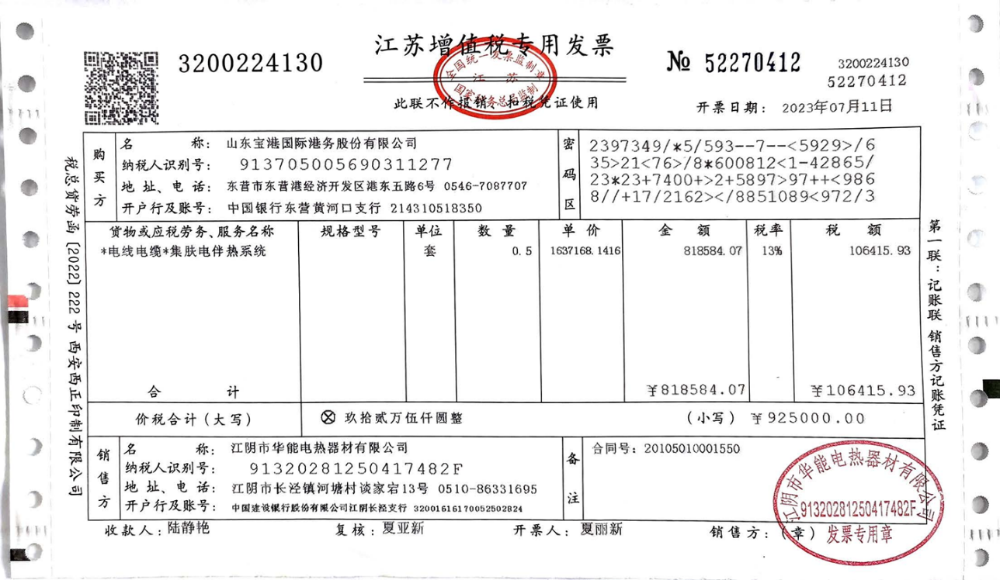 江苏增值税专用发票
3200224130
№ 52270412
3200224130
52270412
全国统一发票监制章
江苏
国家税务总局监制
此联不作报销、扣税凭证使用
开票日期: 2023年07月11日
购买方
名 称: 山东宝港国际港务股份有限公司
纳税人识别号: 913705005690311277
地 址、电 话: 东营市东营港经济开发区港东五路6号 0546-7087707
开户行及账号: 中国银行东营黄河口支行 214310518350
密码区
2397349/*5/593--7--<5929>/6
35>21<76>/8*600812<1-42865/
23*23+7400+>2+5897>97++<986
8//+17/2162></8851089<972/3
货物或应税劳务、服务名称 规格型号 单位 数 量 单 价 金 额 税率 税 额
*电线电缆*集肤电伴热系统 套 0.5 1637168.1416 818584.07 13% 106415.93
合 计 ¥818584.07 ¥106415.93
价税合计(大写) ⊗ 玖拾贰万伍仟圆整 (小写) ¥925000.00
销售方
名 称: 江阴市华能电热器材有限公司
纳税人识别号: 91320281250417482F
地 址、电 话: 江阴市长泾镇河塘村谈家宕13号 0510-86331695
开户行及账号: 中国建设银行股份有限公司江阴长泾支行 32001616170052502824
备注
合同号: 20105010001550
收款人: 陆静艳 复核: 夏亚新 开票人: 夏丽新 销售方: (章)
江阴市华能电热器材有限公司
91320281250417482F
发票专用章
税总货劳函〔2022〕222号 西安西正印制有限公司
第一联: 记账联 销售方记账凭证